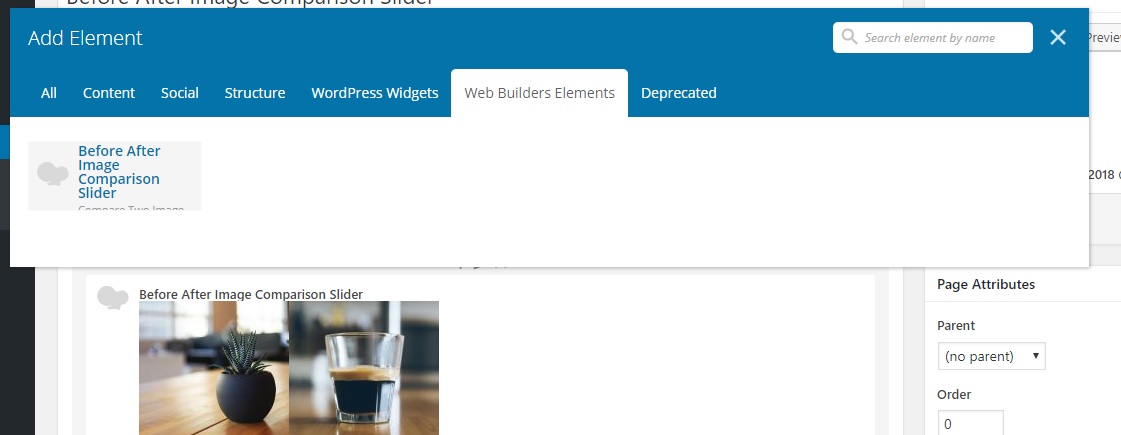 Before After Image Comparison Slider
Add Element
Search element by name
Preview
All Content Social Structure WordPress Widgets Web Builders Elements Deprecated
Before After
Image
Comparison
Slider
Compare Two Image
2018
Before After Image Comparison Slider
Page Attributes
Parent
(no parent)
Order
0